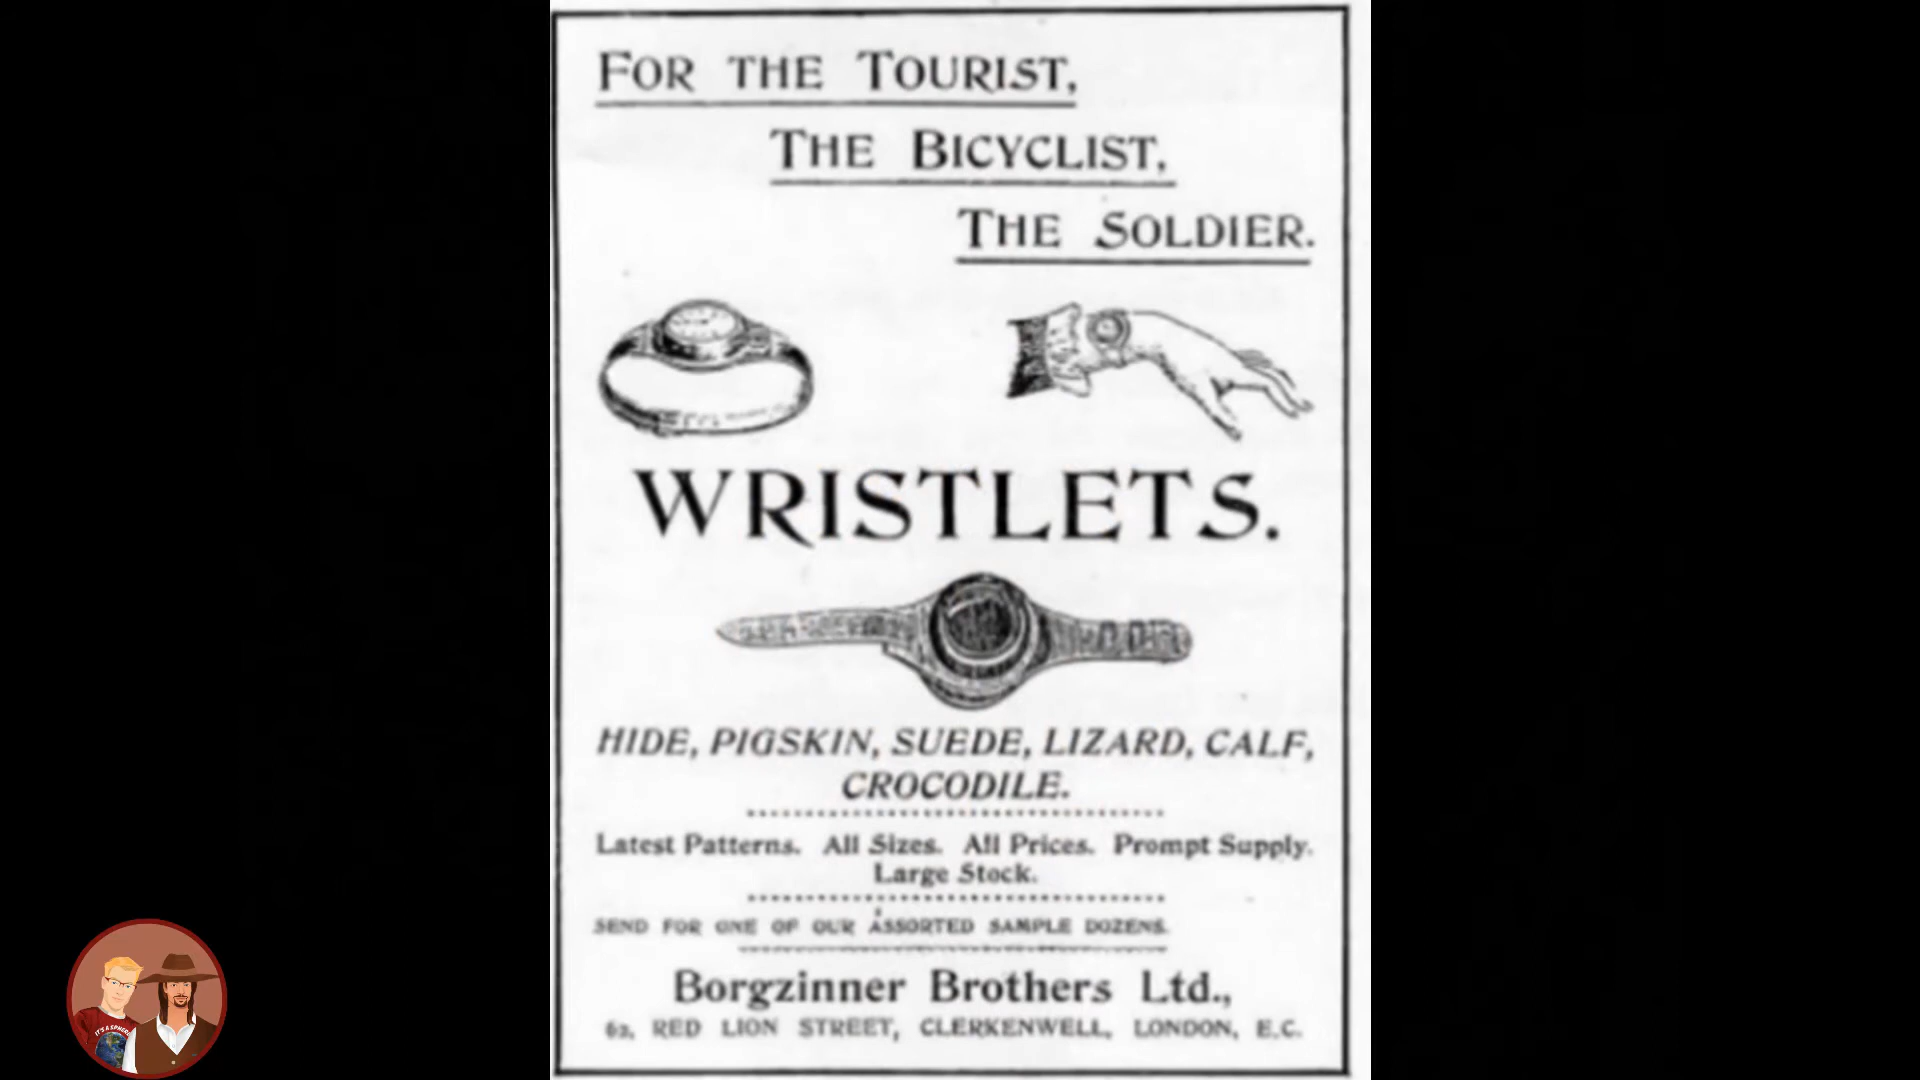 FOR THE TOURIST,
THE BICYCLIST,
THE SOLDIER.
WRISTLETS.
HIDE, PIGSKIN, SUEDE, LIZARD, CALF,
CROCODILE.
Latest Patterns. All Sizes. All Prices. Prompt Supply.
Large Stock.
SEND FOR ONE OF OUR ASSORTED SAMPLE DOZENS.
Borgzinner Brothers Ltd.,
62, RED LION STREET, CLERKENWELL, LONDON, E.C.
IT'S A SPHERE